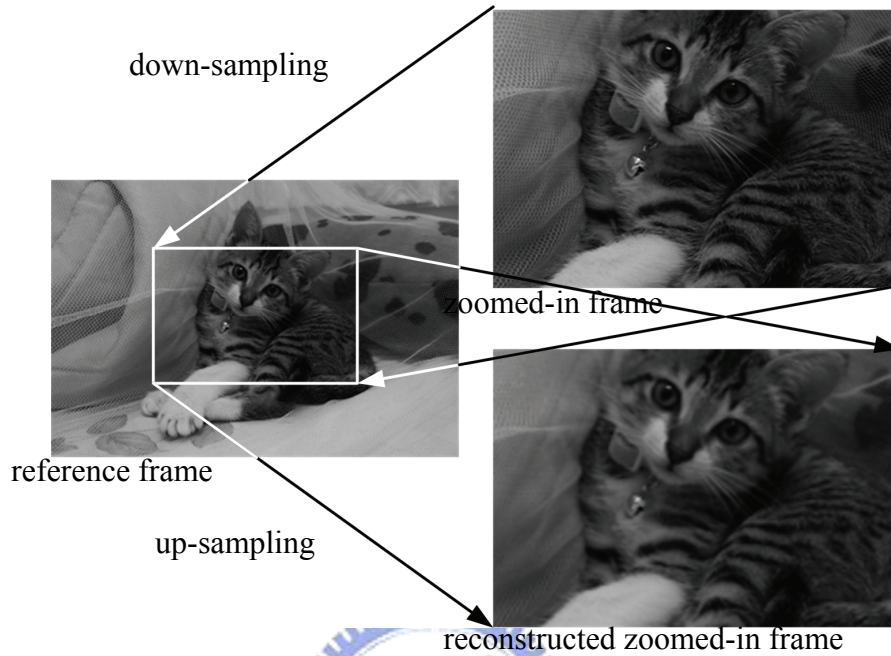 down-sampling
zoomed-in frame
reference frame
up-sampling
reconstructed zoomed-in frame